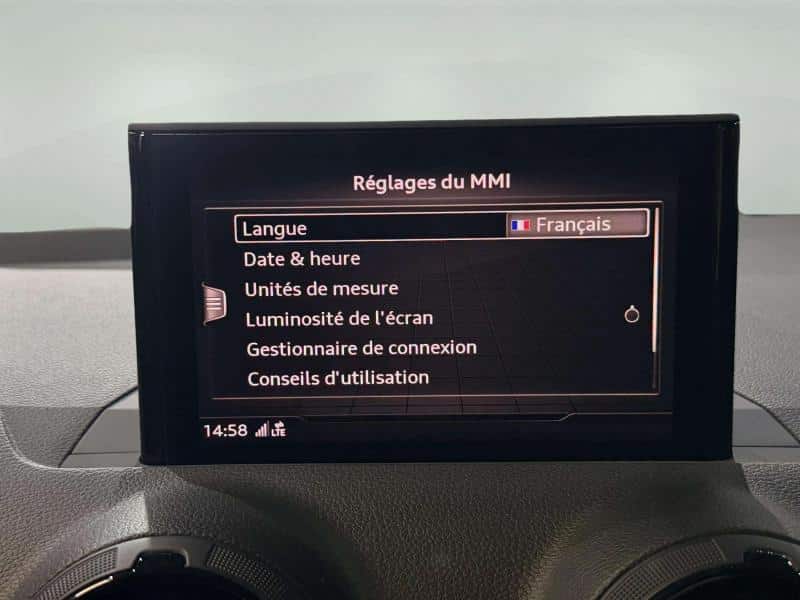 Réglages du MMI
Langue Français
Date & heure
Unités de mesure
Luminosité de l'écran
Gestionnaire de connexion
Conseils d'utilisation
14:58 LTE